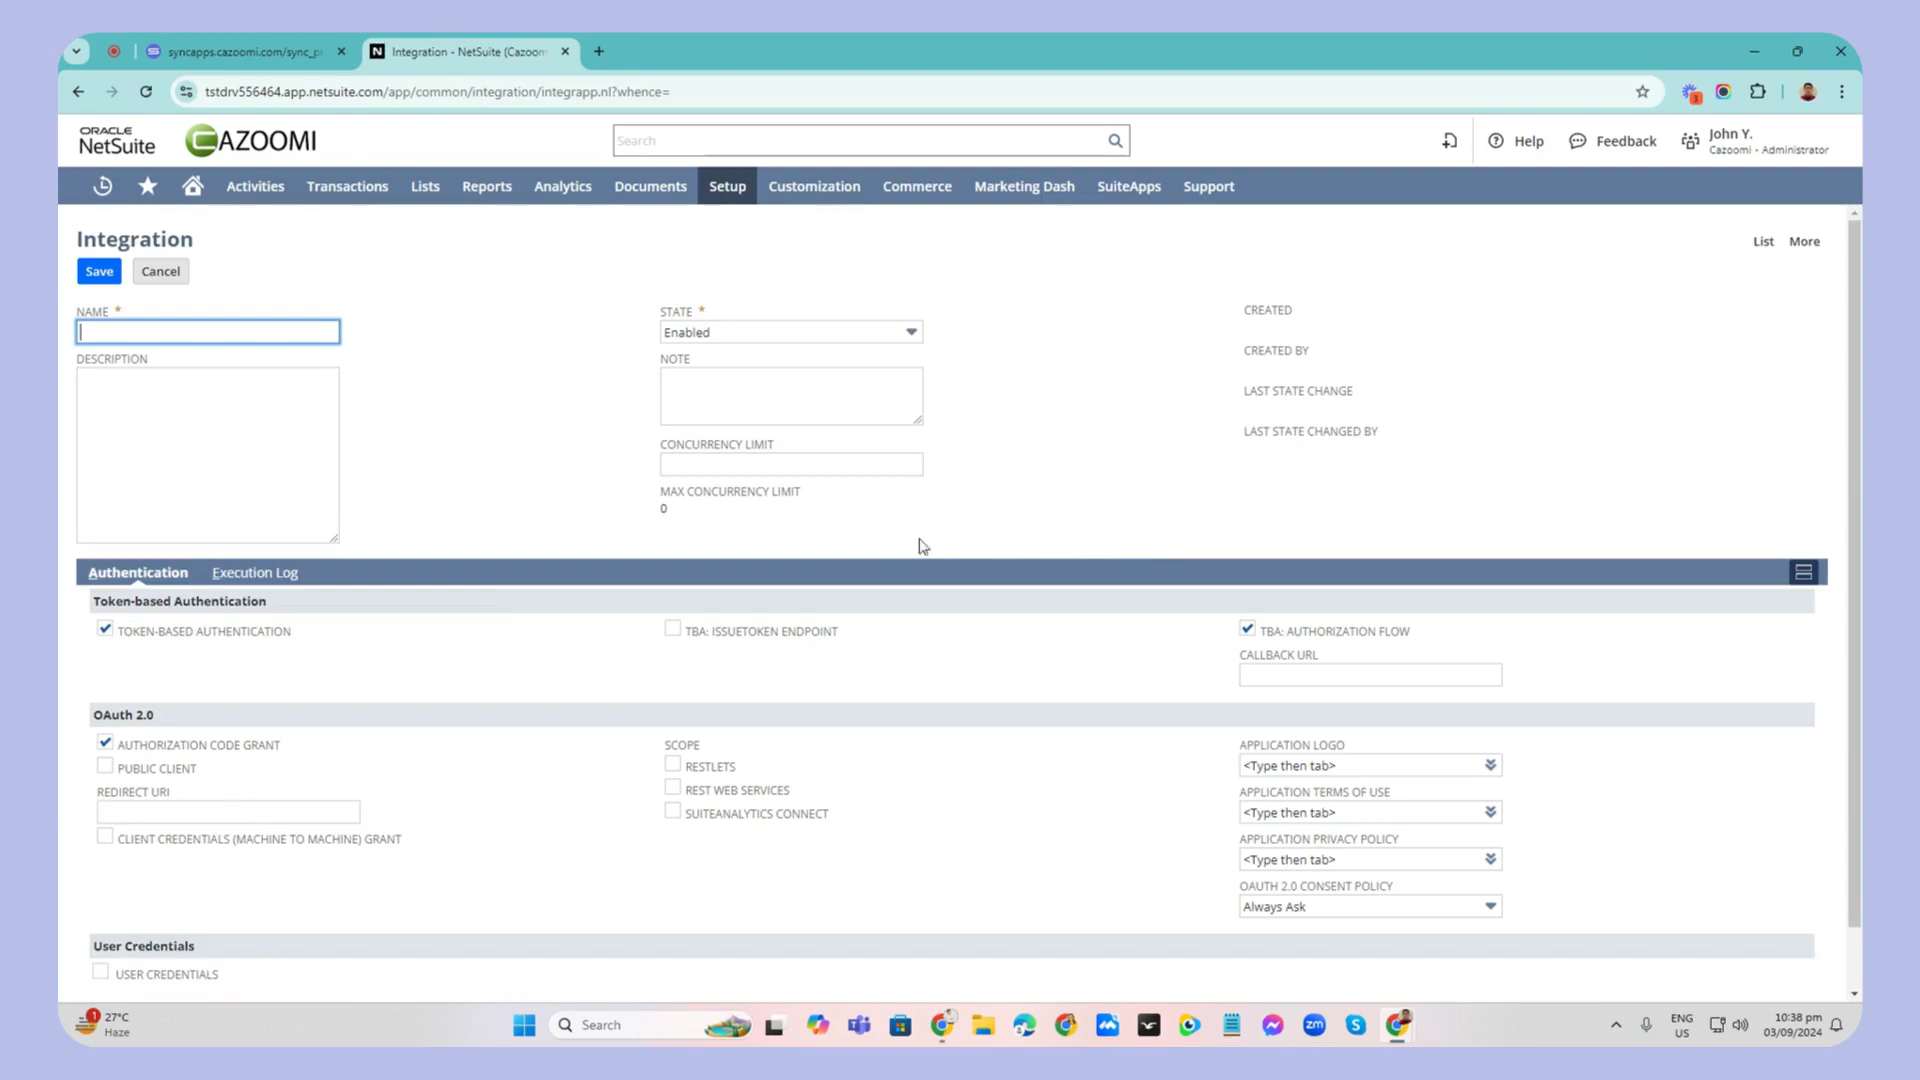 syncapps.cazoomi.com/sync_p
Integration - NetSuite (Cazoom
tstdrv556464.app.netsuite.com/app/common/integration/integrapp.nl?whence=
3
ORACLE
NetSuite
CAZOOMI
Search
Help
Feedback
John Y.
Cazoomi - Administrator
Activities
Transactions
Lists
Reports
Analytics
Documents
Setup
Customization
Commerce
Marketing Dash
SuiteApps
Support
Integration
List
More
Save
Cancel
NAME *
DESCRIPTION
STATE *
Enabled
NOTE
CONCURRENCY LIMIT
MAX CONCURRENCY LIMIT
0
CREATED
CREATED BY
LAST STATE CHANGE
LAST STATE CHANGED BY
Authentication
Execution Log
Token-based Authentication
TOKEN-BASED AUTHENTICATION
TBA: ISSUETOKEN ENDPOINT
TBA: AUTHORIZATION FLOW
CALLBACK URL
OAuth 2.0
AUTHORIZATION CODE GRANT
PUBLIC CLIENT
REDIRECT URI
CLIENT CREDENTIALS (MACHINE TO MACHINE) GRANT
SCOPE
RESTLETS
REST WEB SERVICES
SUITEANALYTICS CONNECT
APPLICATION LOGO
<Type then tab>
APPLICATION TERMS OF USE
<Type then tab>
APPLICATION PRIVACY POLICY
<Type then tab>
OAUTH 2.0 CONSENT POLICY
Always Ask
User Credentials
USER CREDENTIALS
1
27°C
Haze
Search
zm
ENG
US
10:38 pm
03/09/2024